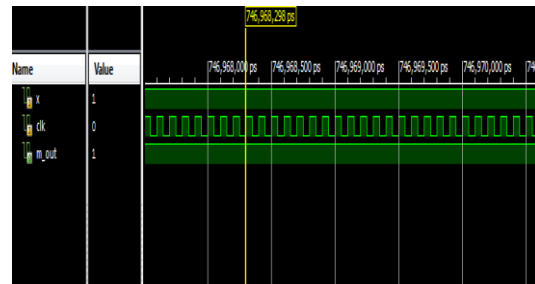 746,968,298 ps
Name Value 746,968,000 ps 746,968,500 ps 746,969,000 ps 746,969,500 ps 746,970,000 ps 74
x 1
clk 0
m_out 1